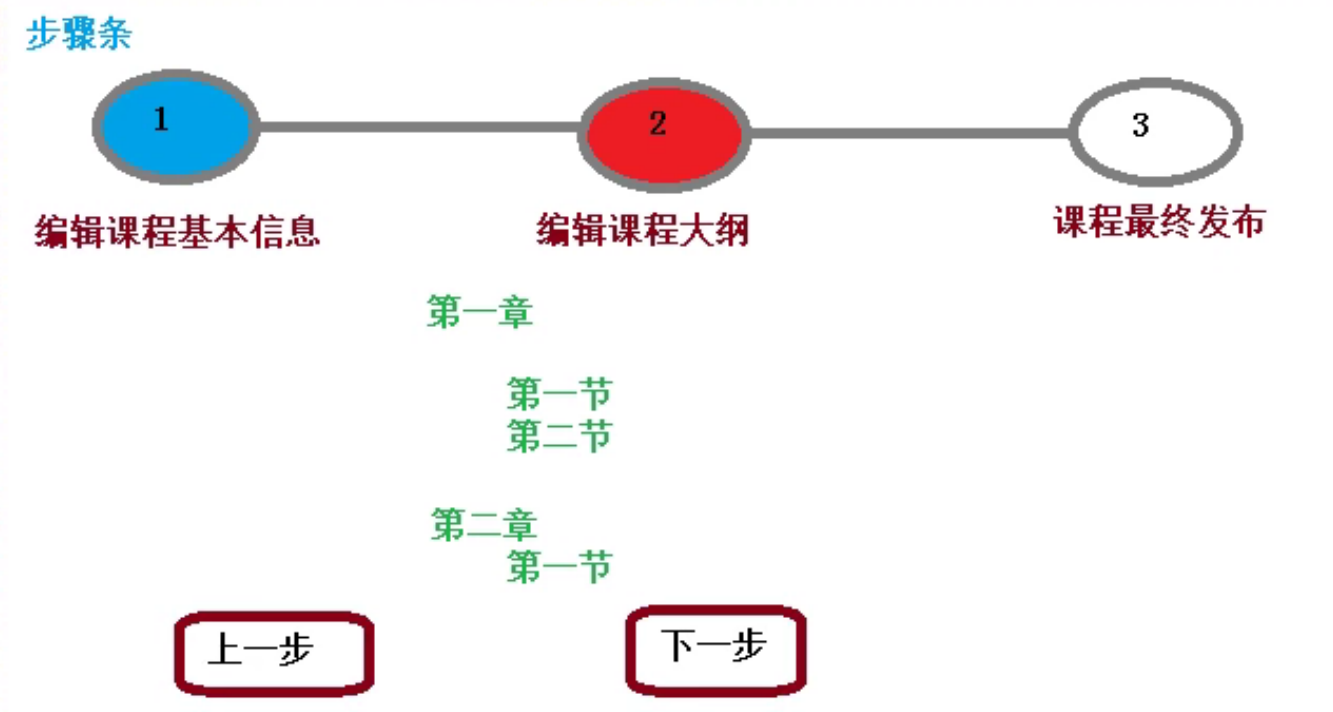 步骤条
1
2
3
编辑课程基本信息
编辑课程大纲
课程最终发布
第一章
第一节
第二节
第二章
第一节
上一步
下一步